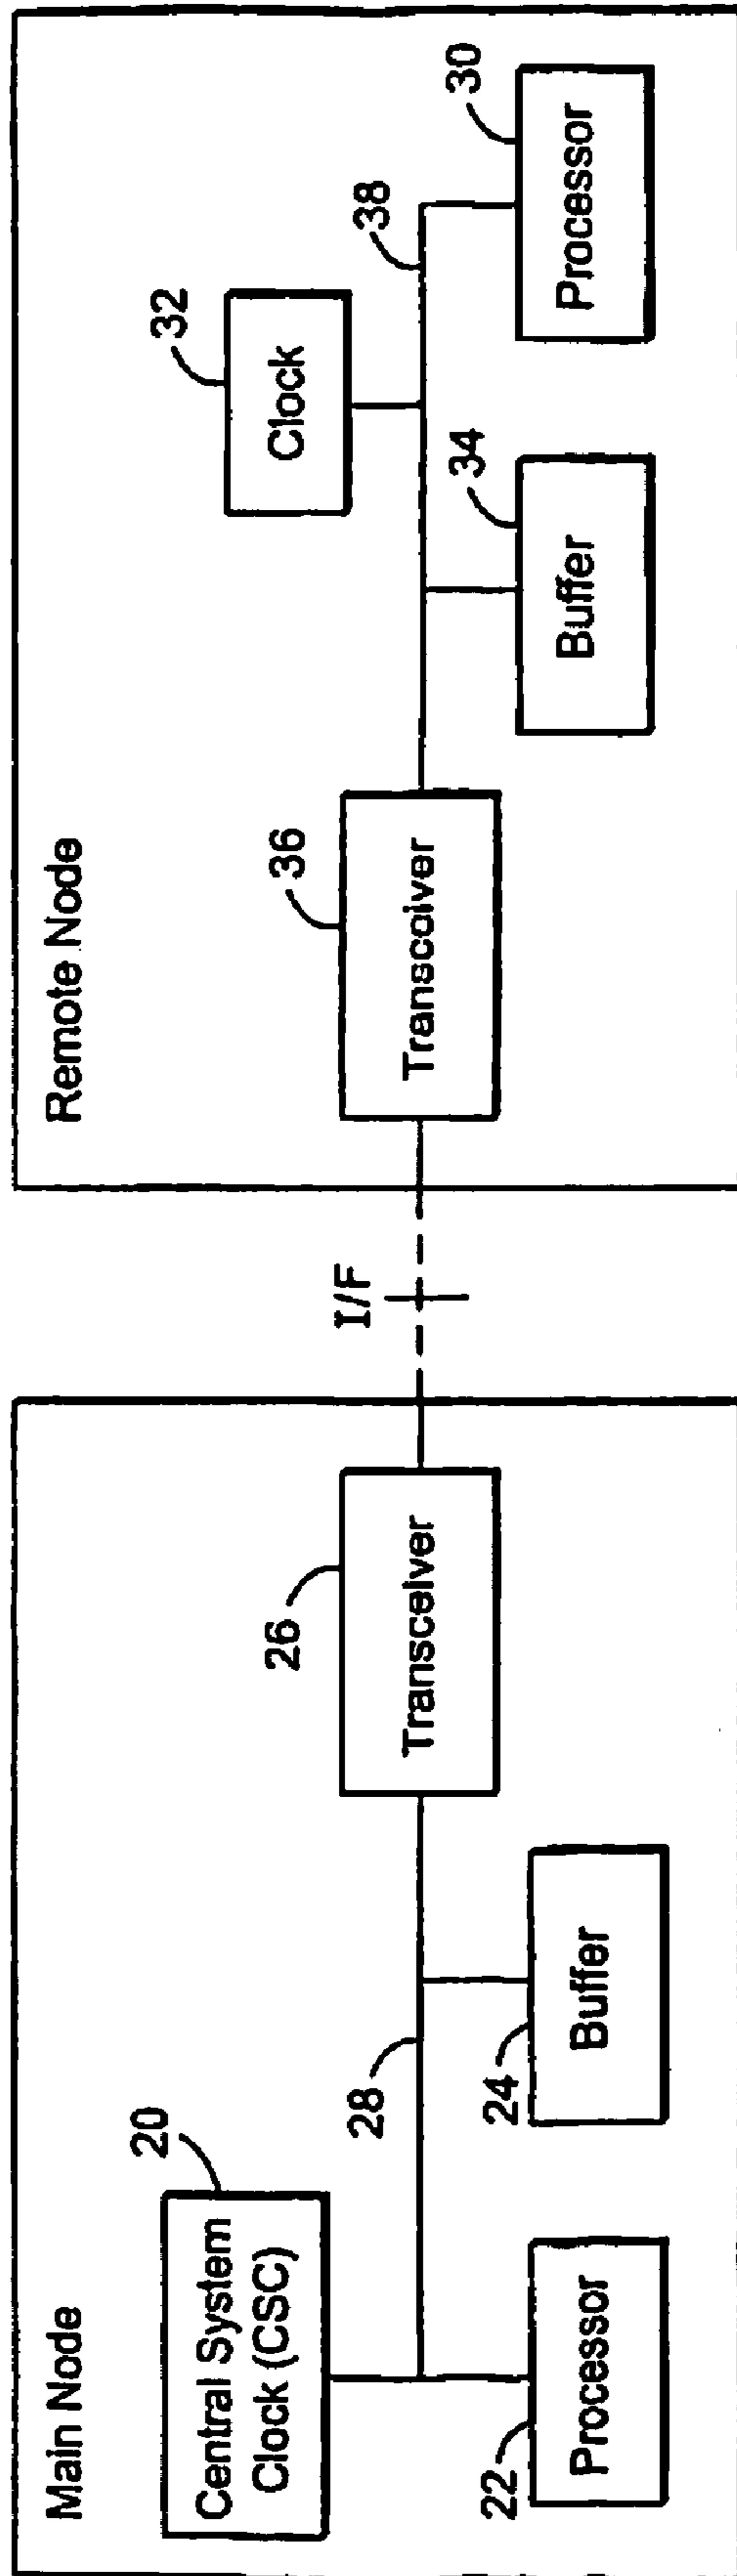 Main Node
20
Central System
Clock (CSC)
28
26
Transceiver
22
Processor
24
Buffer
I/F
Remote Node
36
Transcoiver
32
Clock
38
34
Buffer
30
Processor